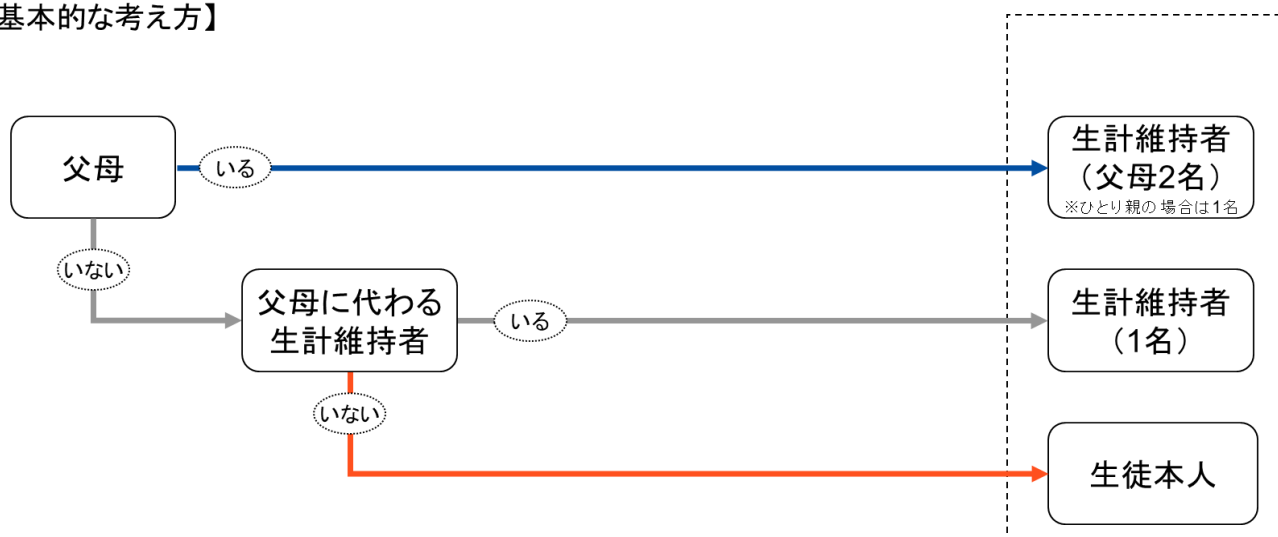 基本的な考え方】
父母
いる
生計維持者
（父母2名）
※ひとり親の場合は1名
いない
父母に代わる
生計維持者
いる
生計維持者
（1名）
いない
生徒本人